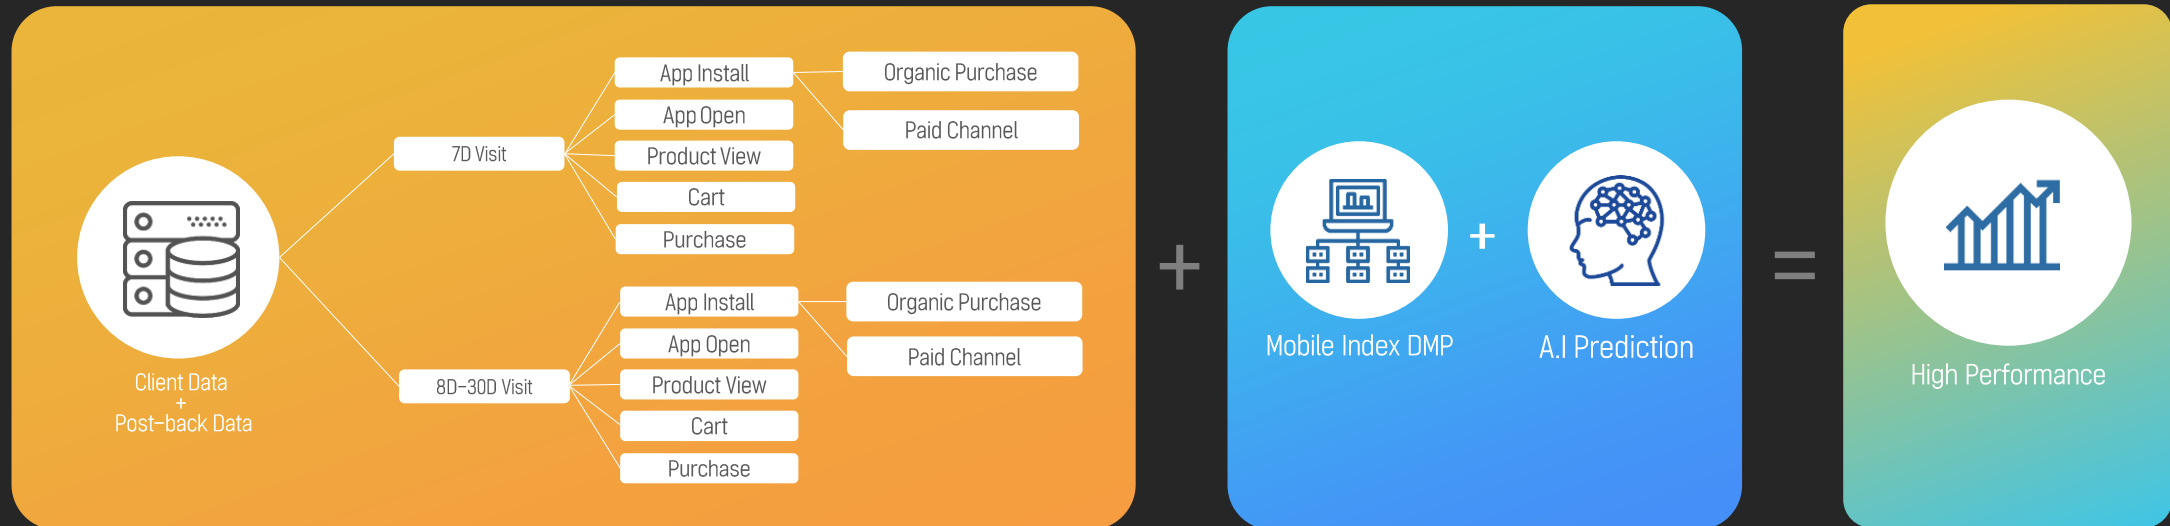 Client Data
+
Post-back Data
7D Visit
App Install
App Open
Product View
Cart
Purchase
Organic Purchase
Paid Channel
8D-30D Visit
App Install
App Open
Product View
Cart
Purchase
Organic Purchase
Paid Channel
+
Mobile Index DMP
+
A.I Prediction
=
High Performance